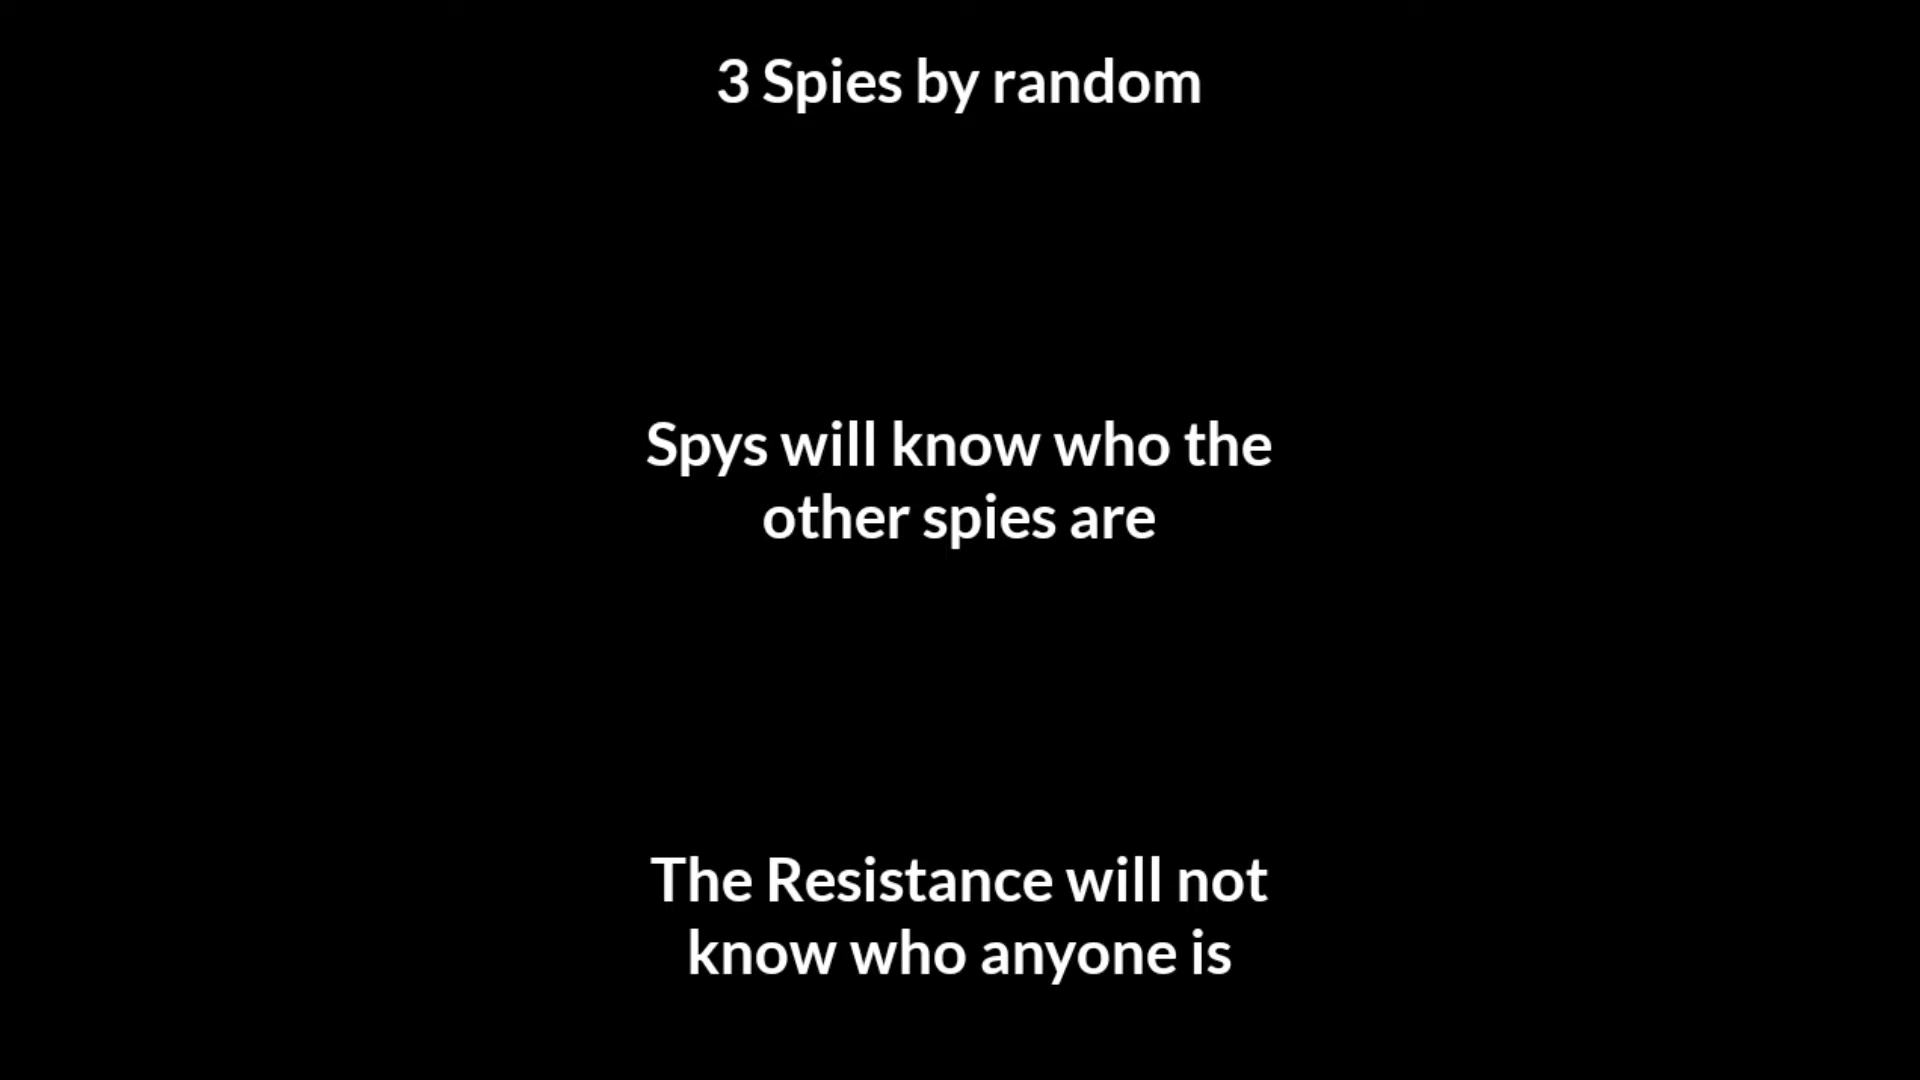 3 Spies by random
Spys will know who the
other spies are
The Resistance will not
know who anyone is